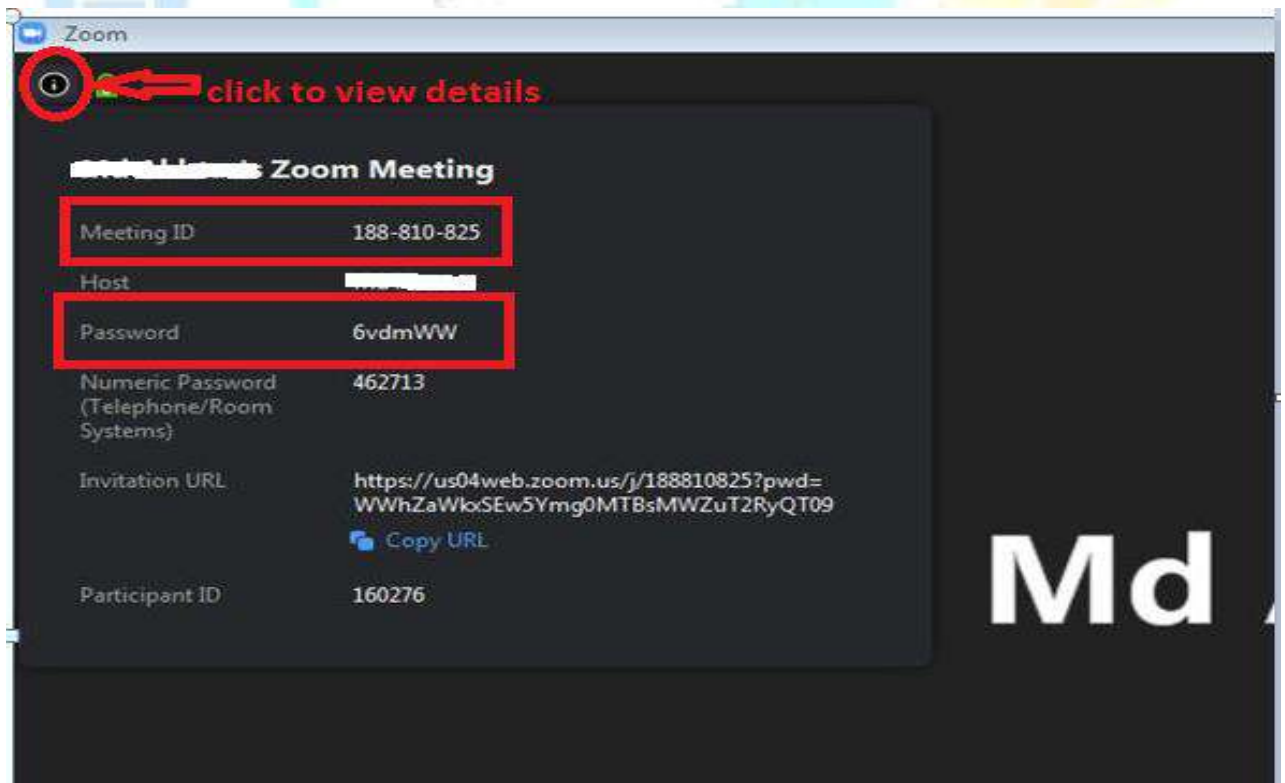 Zoom
click to view details
Zoom Meeting
Meeting ID 188-810-825
Host
Password 6vdmWW
Numeric Password 462713
(Telephone/Room
Systems)
Invitation URL https://us04web.zoom.us/j/188810825?pwd=
WWhZaWkxSEw5Ymg0MTBsMWZuT2RyQT09
Copy URL
Participant ID 160276
Md